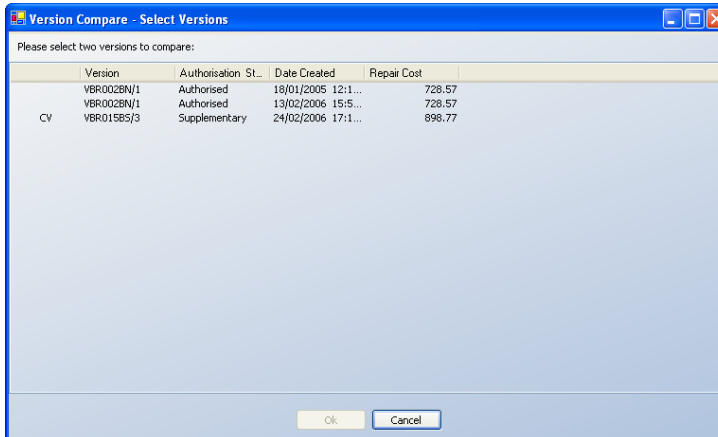 Version Compare - Select Versions
Please select two versions to compare:
Version Authorisation St... Date Created Repair Cost
VBR002BN/1 Authorised 18/01/2005 12:1... 728.57
VBR002BN/1 Authorised 13/02/2006 15:5... 728.57
CV VBR015BS/3 Supplementary 24/02/2006 17:1... 898.77
Ok Cancel